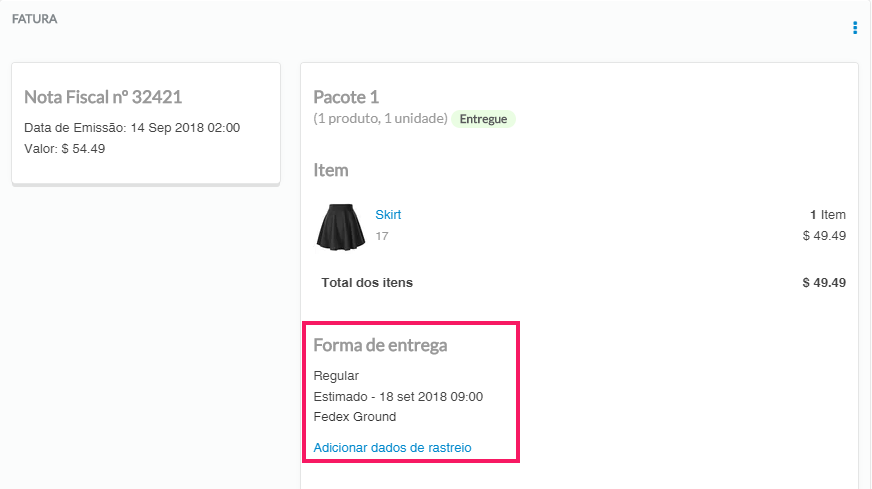 FATURA
Nota Fiscal nº 32421
Data de Emissão: 14 Sep 2018 02:00
Valor: $ 54.49
Pacote 1
(1 produto, 1 unidade) Entregue
Item
Skirt 1 Item
17 $ 49.49
Total dos itens $ 49.49
Forma de entrega
Regular
Estimado - 18 set 2018 09:00
Fedex Ground
Adicionar dados de rastreio